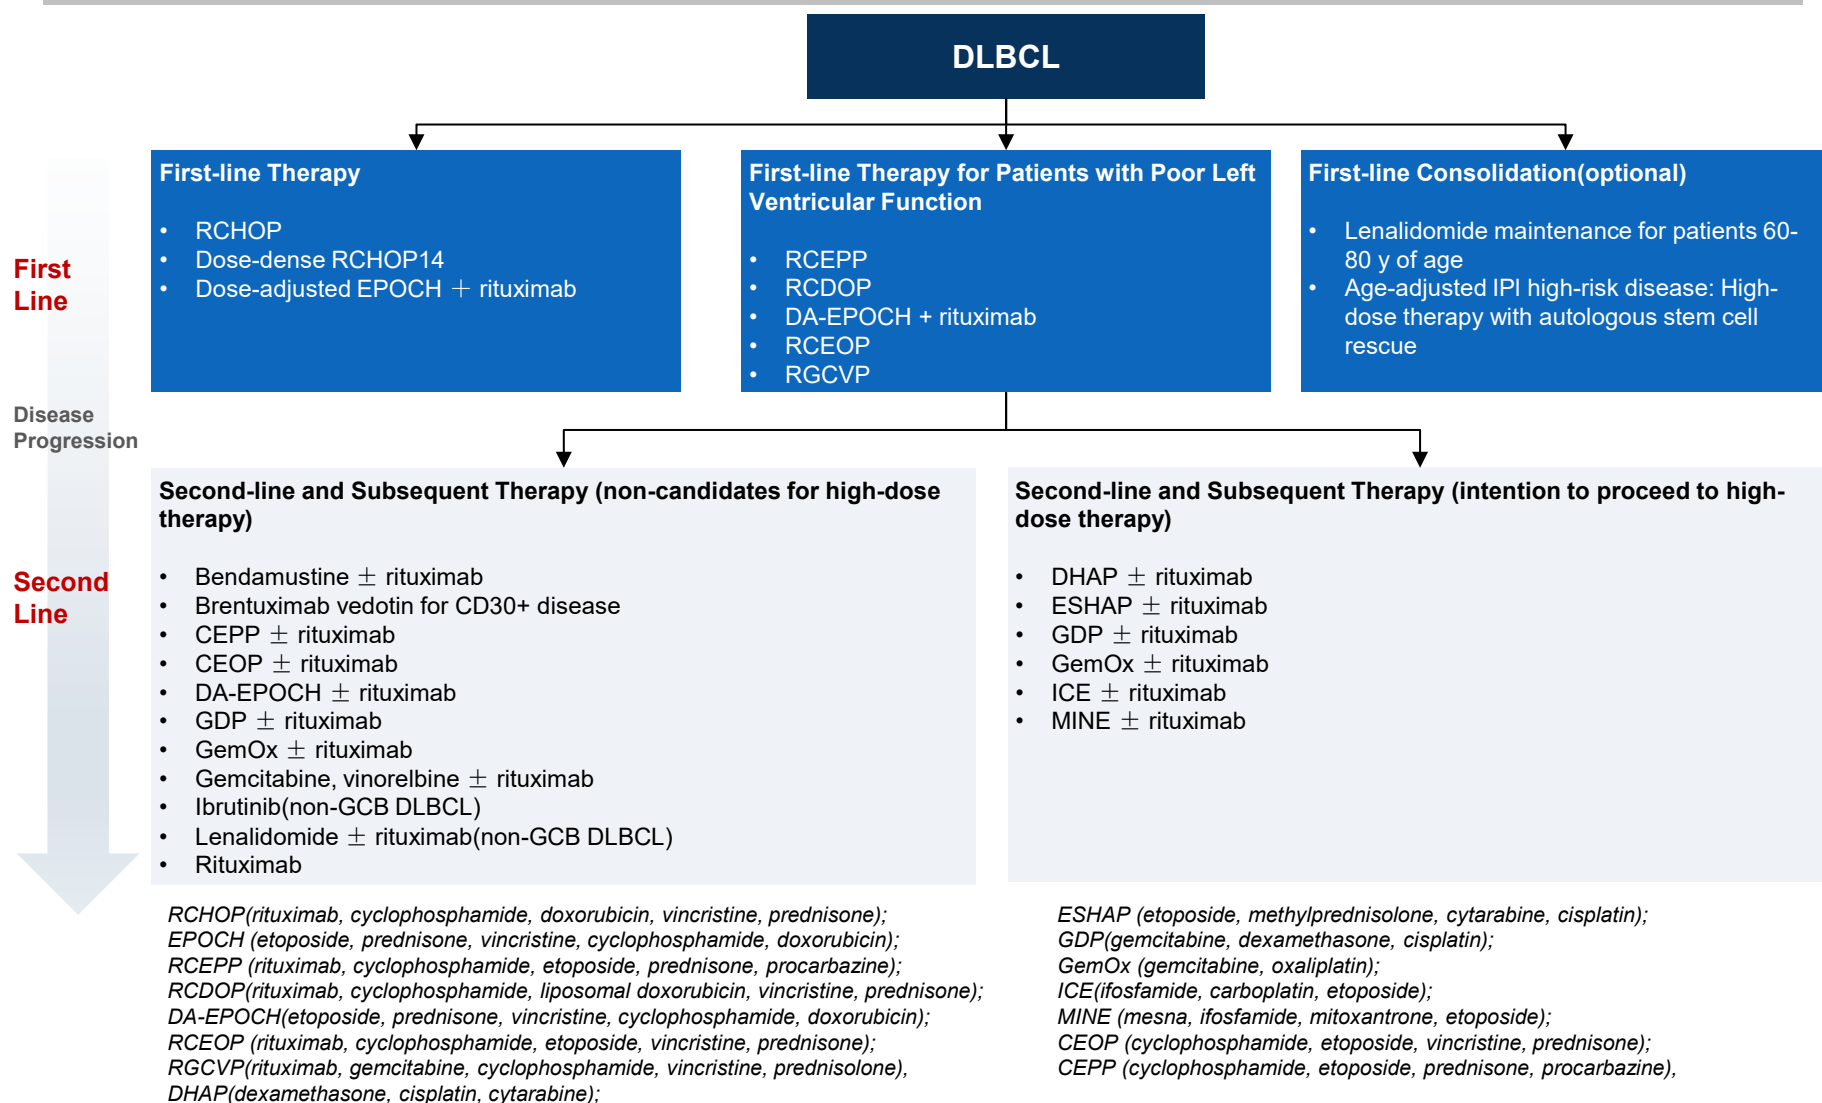 DLBCL
First-line Therapy
• RCHOP
• Dose-dense RCHOP14
• Dose-adjusted EPOCH + rituximab
First-line Therapy for Patients with Poor Left
Ventricular Function
• RCEPP
• RCDOP
• DA-EPOCH + rituximab
• RCEOP
• RGCVP
First-line Consolidation(optional)
• Lenalidomide maintenance for patients 60-
80 y of age
• Age-adjusted IPI high-risk disease: High-
dose therapy with autologous stem cell
rescue
First
Line
Disease
Progression
Second
Line
Second-line and Subsequent Therapy (non-candidates for high-dose
therapy)
• Bendamustine ± rituximab
• Brentuximab vedotin for CD30+ disease
• CEPP ± rituximab
• CEOP ± rituximab
• DA-EPOCH ± rituximab
• GDP ± rituximab
• GemOx ± rituximab
• Gemcitabine, vinorelbine ± rituximab
• Ibrutinib(non-GCB DLBCL)
• Lenalidomide ± rituximab(non-GCB DLBCL)
• Rituximab
Second-line and Subsequent Therapy (intention to proceed to high-
dose therapy)
• DHAP ± rituximab
• ESHAP ± rituximab
• GDP ± rituximab
• GemOx ± rituximab
• ICE ± rituximab
• MINE ± rituximab
RCHOP(rituximab, cyclophosphamide, doxorubicin, vincristine, prednisone);
EPOCH (etoposide, prednisone, vincristine, cyclophosphamide, doxorubicin);
RCEPP (rituximab, cyclophosphamide, etoposide, prednisone, procarbazine);
RCDOP(rituximab, cyclophosphamide, liposomal doxorubicin, vincristine, prednisone);
DA-EPOCH(etoposide, prednisone, vincristine, cyclophosphamide, doxorubicin);
RCEOP (rituximab, cyclophosphamide, etoposide, vincristine, prednisone);
RGCVP(rituximab, gemcitabine, cyclophosphamide, vincristine, prednisolone),
DHAP(dexamethasone, cisplatin, cytarabine);
ESHAP (etoposide, methylprednisolone, cytarabine, cisplatin);
GDP(gemcitabine, dexamethasone, cisplatin);
GemOx (gemcitabine, oxaliplatin);
ICE(ifosfamide, carboplatin, etoposide);
MINE (mesna, ifosfamide, mitoxantrone, etoposide);
CEOP (cyclophosphamide, etoposide, vincristine, prednisone);
CEPP (cyclophosphamide, etoposide, prednisone, procarbazine),